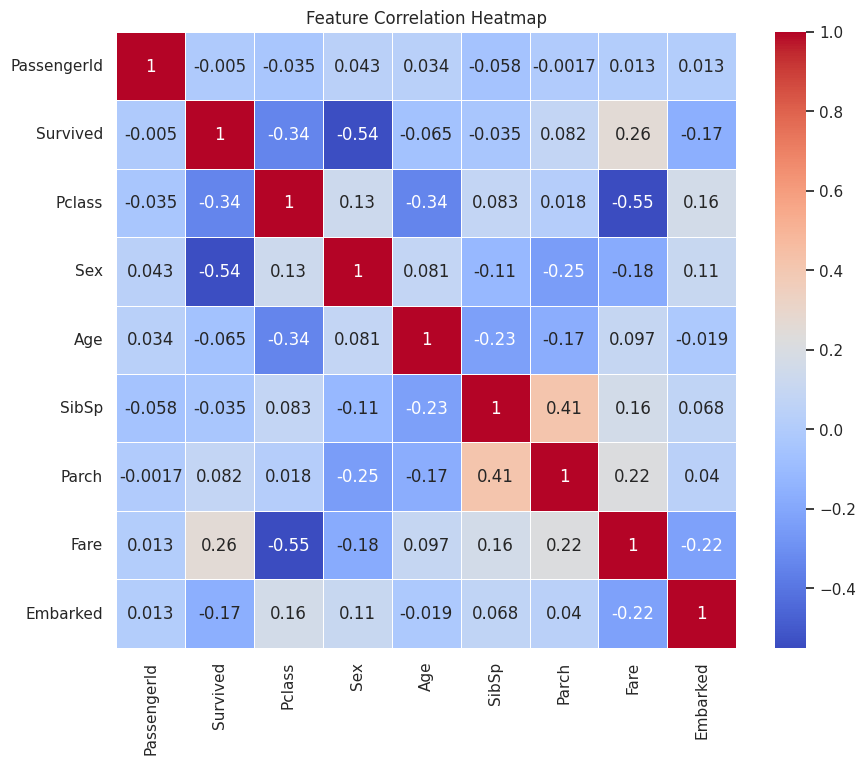 Feature Correlation Heatmap
PassengerId 1 -0.005 -0.035 0.043 0.034 -0.058 -0.0017 0.013 0.013
Survived -0.005 1 -0.34 -0.54 -0.065 -0.035 0.082 0.26 -0.17
Pclass -0.035 -0.34 1 0.13 -0.34 0.083 0.018 -0.55 0.16
Sex 0.043 -0.54 0.13 1 0.081 -0.11 -0.25 -0.18 0.11
Age 0.034 -0.065 -0.34 0.081 1 -0.23 -0.17 0.097 -0.019
SibSp -0.058 -0.035 0.083 -0.11 -0.23 1 0.41 0.16 0.068
Parch -0.0017 0.082 0.018 -0.25 -0.17 0.41 1 0.22 0.04
Fare 0.013 0.26 -0.55 -0.18 0.097 0.16 0.22 1 -0.22
Embarked 0.013 -0.17 0.16 0.11 -0.019 0.068 0.04 -0.22 1
PassengerId Survived Pclass Sex Age SibSp Parch Fare Embarked
1.0
0.8
0.6
0.4
0.2
0.0
−0.2
−0.4